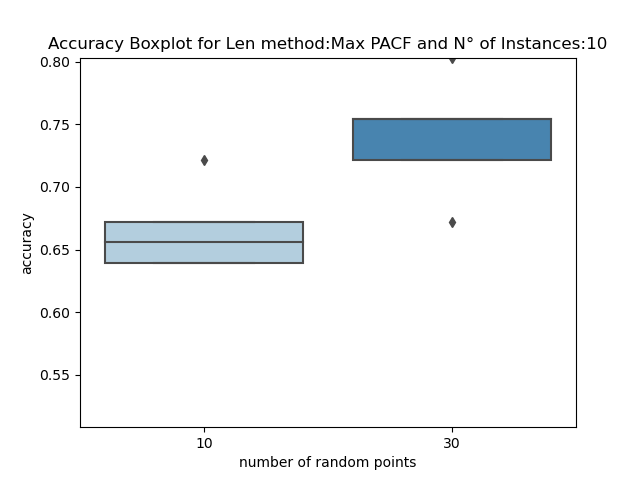 Accuracy Boxplot for Len method:Max PACF and N° of Instances:10
0.80
0.75
0.70
0.65
0.60
0.55
accuracy
10 30
number of random points